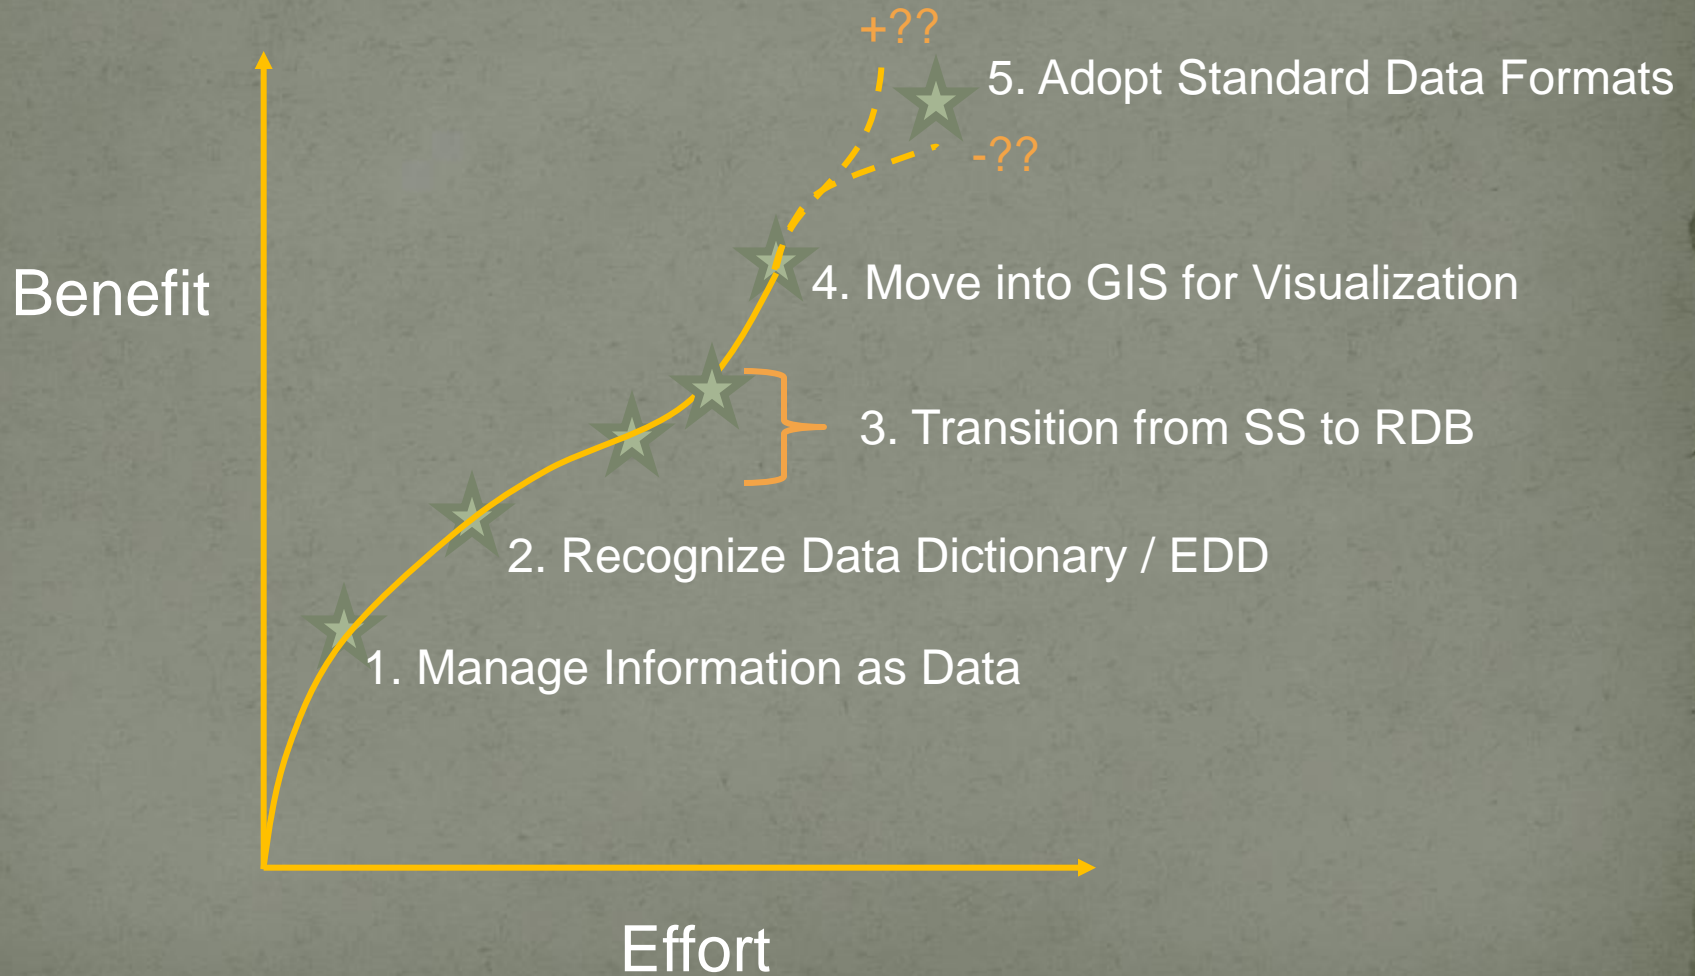 +??
5. Adopt Standard Data Formats
-??
Benefit
4. Move into GIS for Visualization
3. Transition from SS to RDB
2. Recognize Data Dictionary / EDD
1. Manage Information as Data
Effort